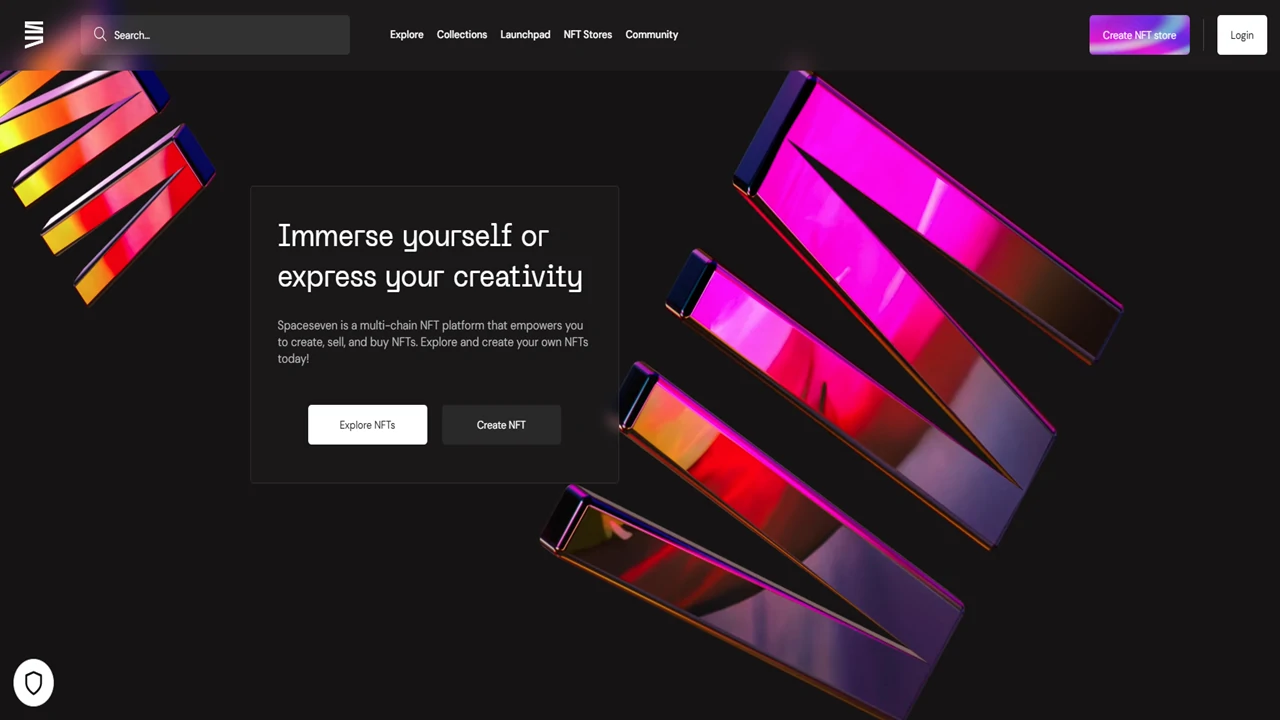 Search...
Explore
Collections
Launchpad
NFT Stores
Community
Create NFT store
Login
Immerse yourself or
express your creativity
Spaceseven is a multi-chain NFT platform that empowers you
to create, sell, and buy NFTs. Explore and create your own NFTs
today!
Explore NFTs
Create NFT